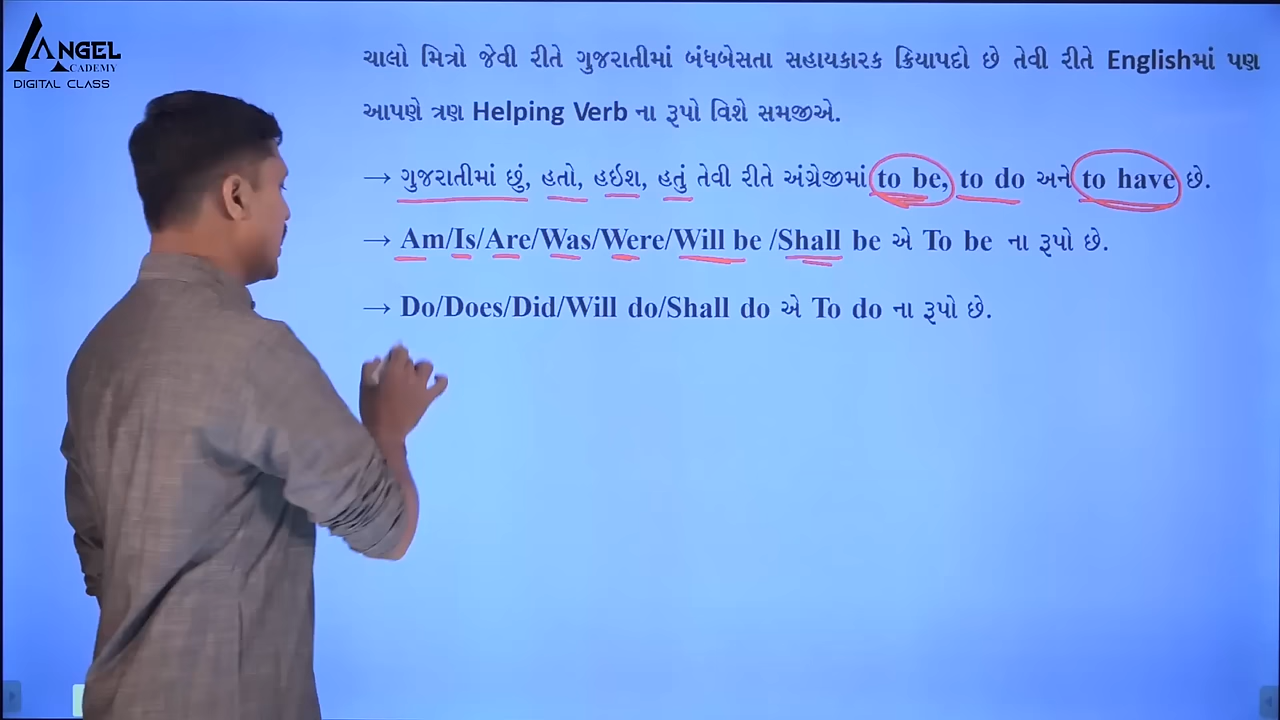 ANGEL
ACADEMY
DIGITAL CLASS
ચાલો મિત્રો જેવી રીતે ગુજરાતીમાં બંધબેસતા સહાયકારક ક્રિયાપદો છે તેવી રીતે Englishમાં પણ
આપણે ત્રણ Helping Verb ના રૂપો વિશે સમજીએ.
→ ગુજરાતીમાં છું, હતો, હઈશ, હતું તેવી રીતે અંગ્રેજીમાં to be, to do અને to have છે.
→ Am/Is/Are/Was/Were/Will be /Shall be એ To be ના રૂપો છે.
→ Do/Does/Did/Will do/Shall do એ To do ના રૂપો છે.